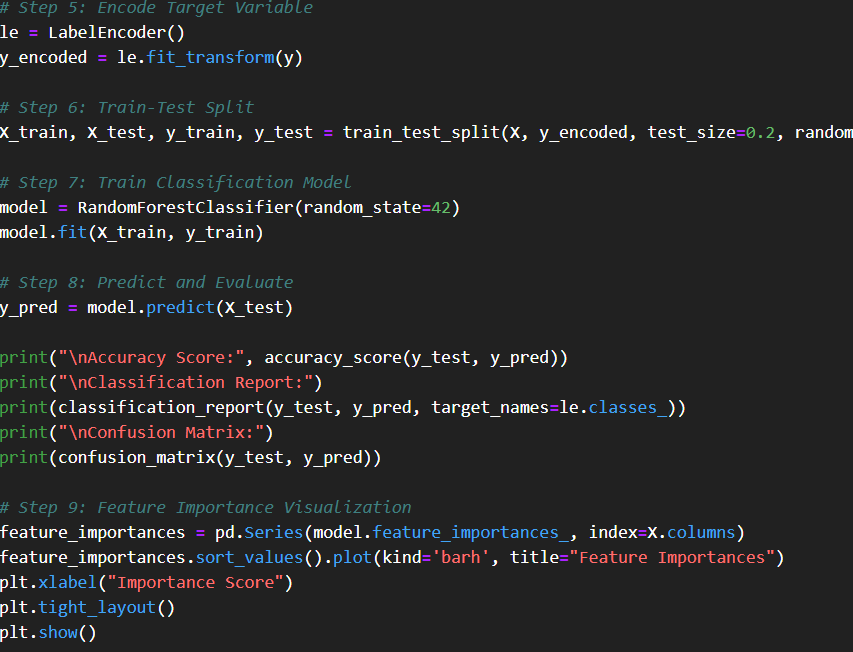 # Step 5: Encode Target Variable
le = LabelEncoder()
y_encoded = le.fit_transform(y)
# Step 6: Train-Test Split
X_train, X_test, y_train, y_test = train_test_split(X, y_encoded, test_size=0.2, random
# Step 7: Train Classification Model
model = RandomForestClassifier(random_state=42)
model.fit(X_train, y_train)
# Step 8: Predict and Evaluate
y_pred = model.predict(X_test)
print("\nAccuracy Score:", accuracy_score(y_test, y_pred))
print("\nClassification Report:")
print(classification_report(y_test, y_pred, target_names=le.classes_))
print("\nConfusion Matrix:")
print(confusion_matrix(y_test, y_pred))
# Step 9: Feature Importance Visualization
feature_importances = pd.Series(model.feature_importances_, index=X.columns)
feature_importances.sort_values().plot(kind='barh', title="Feature Importances")
plt.xlabel("Importance Score")
plt.tight_layout()
plt.show()